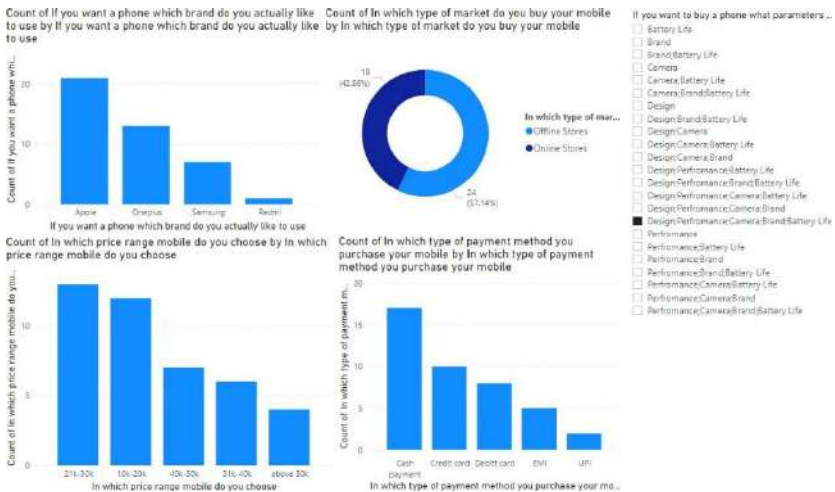 Count of If you want a phone which brand do you actually like
to use by If you want a phone which brand do you actually like
to use
Count of If you want a phone whi...
20
10
0
Apple
Oneplus
Samsung
Redmi
If you want a phone which brand do you actually like to use
Count of In which type of market do you buy your mobile
by In which type of market do you buy your mobile
18
(42.86%)
24
(57.14%)
In which type of mar...
Offline Stores
Online Stores
If you want to buy a phone what parameters ...
Battery Life
Brand
Brand;Battery Life
Camera
Camera;Battery Life
Camera;Brand;Battery Life
Design
Design;Brand;Battery Life
Design;Camera
Design;Camera;Battery Life
Design;Camera;Brand
Design;Perfromance;Battery Life
Design;Perfromance;Brand;Battery Life
Design;Perfromance;Camera;Battery Life
Design;Perfromance;Camera;Brand
Design;Perfromance;Camera;Brand;Battery Life
Perfromance
Perfromance;Battery Life
Perfromance;Brand
Perfromance;Brand;Battery Life
Perfromance;Camera;Battery Life
Perfromance;Camera;Brand
Perfromance;Camera;Brand;Battery Life
Count of In which price range mobile do you choose by In which
price range mobile do you choose
Count of In which price range mobile do you...
10
5
0
21k-30k
10k-20k
40k-50k
31k-40k
above 50k
In which price range mobile do you choose
Count of In which type of payment method you
purchase your mobile by In which type of payment
method you purchase your mobile
Count of In which type of payment m...
20
15
10
5
0
Cash
payment
Credit card
Debitt card
EMI
UPI
In which type of payment method you purchase your mo...